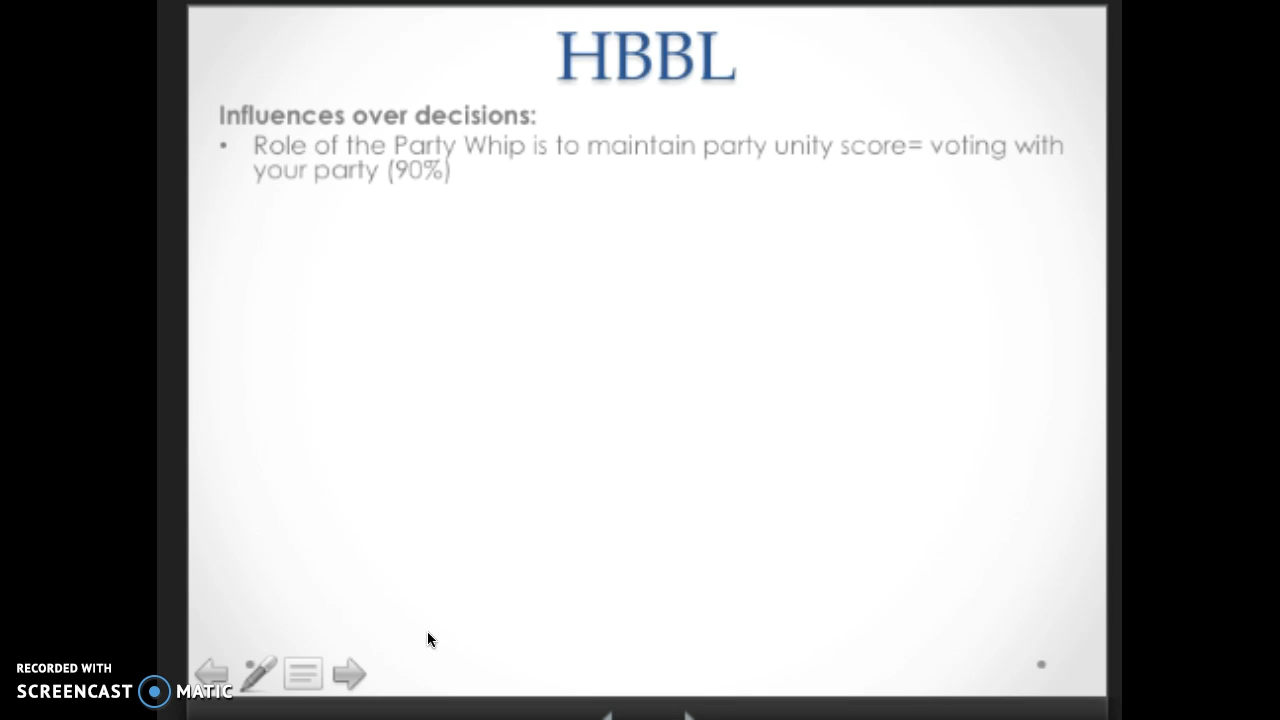 HBBL
Influences over decisions:
• Role of the Party Whip is to maintain party unity score= voting with
your party (90%)
RECORDED WITH
SCREENCAST MATIC